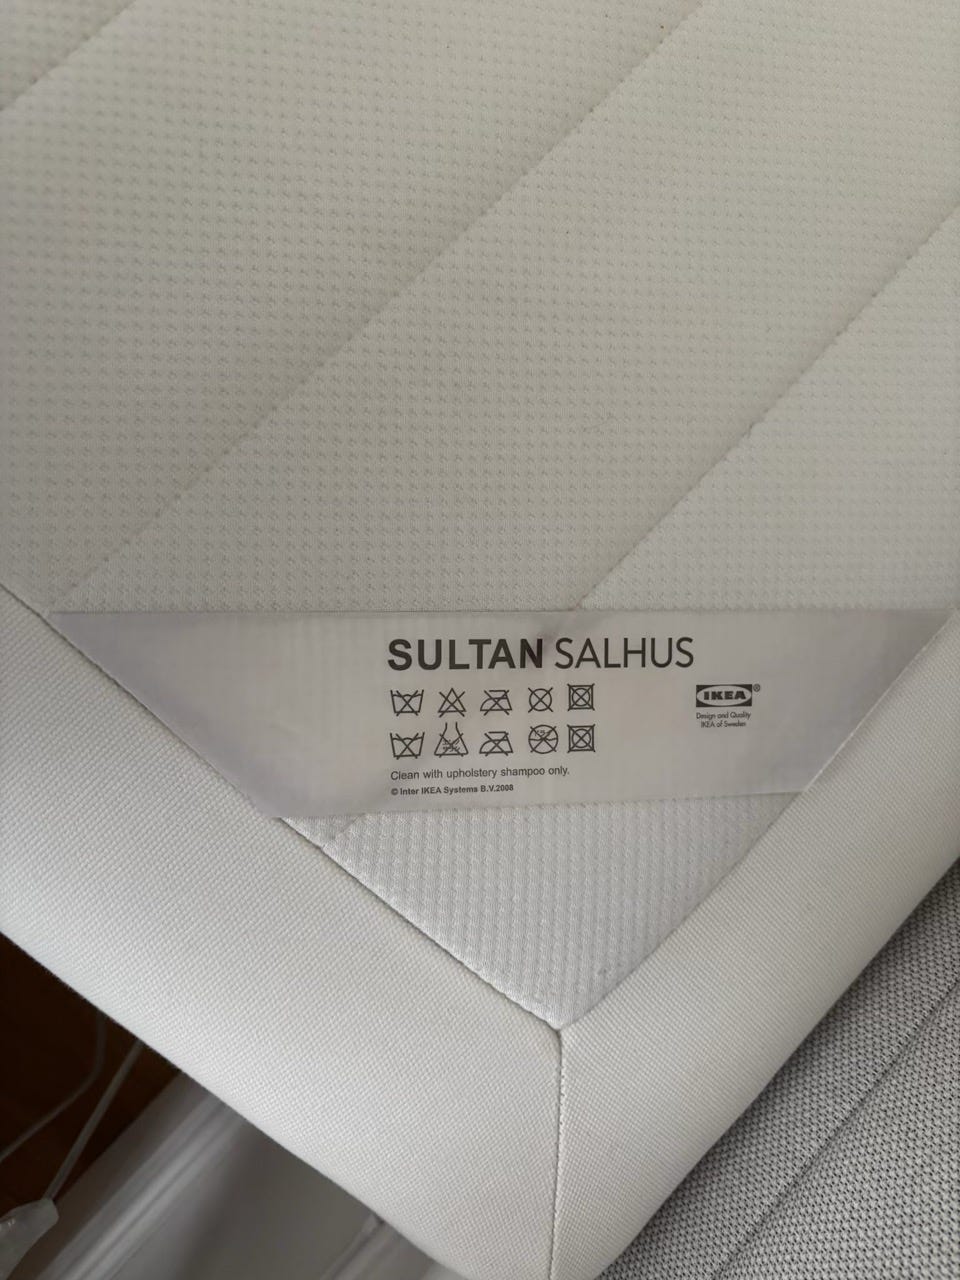 SULTAN SALHUS
IKEA®
Design and Quality
IKEA of Sweden
Clean with upholstery shampoo only.
© Inter IKEA Systems B.V.2008